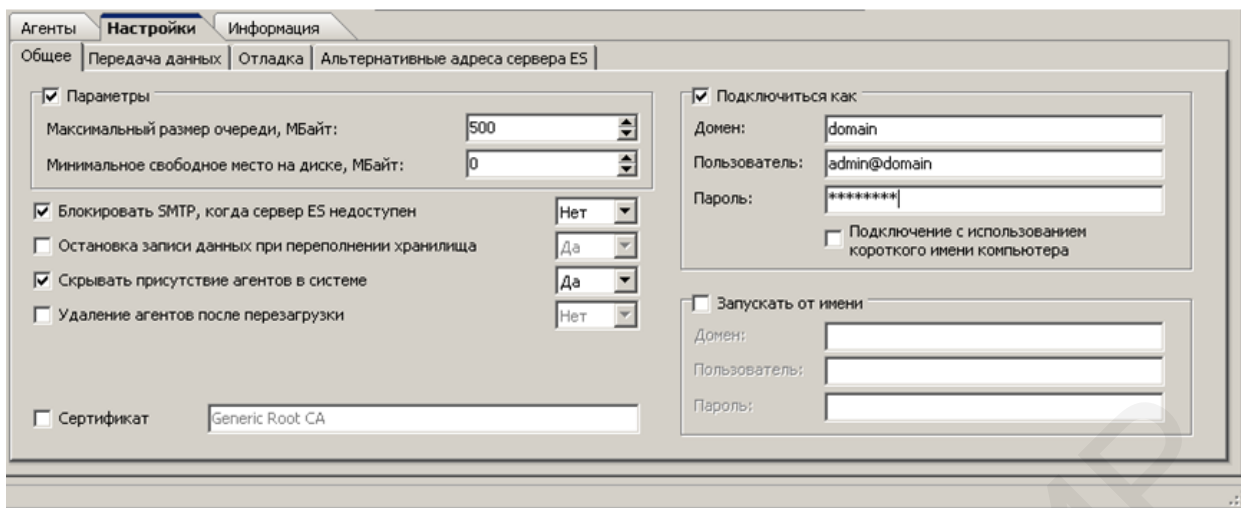 Агенты Настройки Информация
Общее Передача данных Отладка Альтернативные адреса сервера ES
Параметры
Максимальный размер очереди, МБайт: 500
Минимальное свободное место на диске, МБайт: 0
Блокировать SMTP, когда сервер ES недоступен Нет
Остановка записи данных при переполнении хранилища Да
Скрывать присутствие агентов в системе Да
Удаление агентов после перезагрузки Нет
Сертификат Generic Root CA
Подключиться как
Домен: domain
Пользователь: admin@domain
Пароль: ********
Подключение с использованием
короткого имени компьютера
Запускать от имени
Домен:
Пользователь:
Пароль: